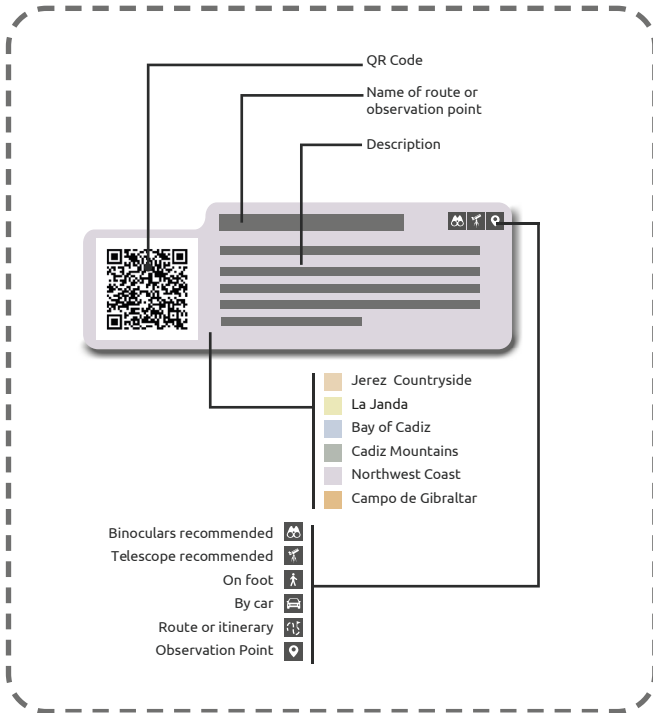 QR Code
Name of route or
observation point
Description
Jerez Countryside
La Janda
Bay of Cadiz
Cadiz Mountains
Northwest Coast
Campo de Gibraltar
Binoculars recommended
Telescope recommended
On foot
By car
Route or itinerary
Observation Point